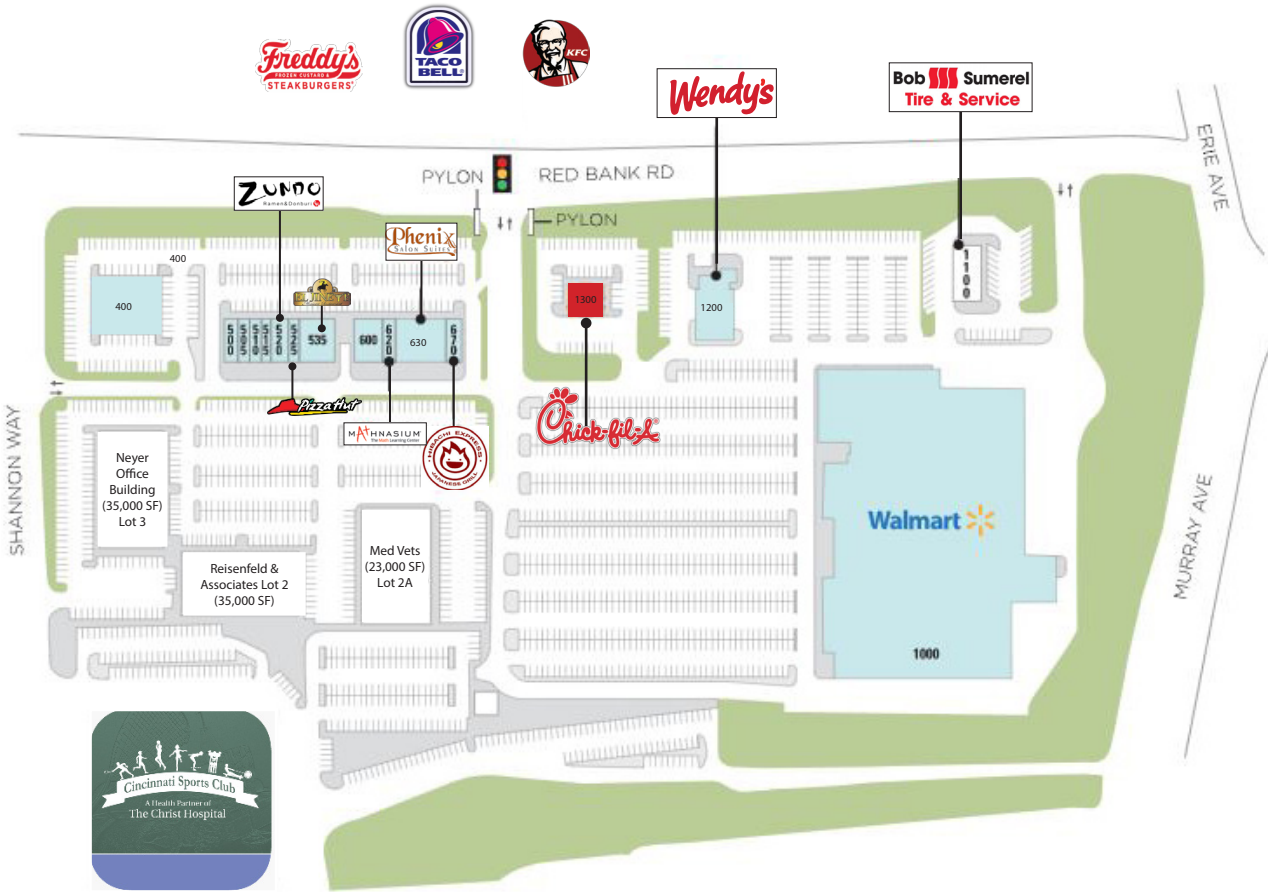 Freddy's
FROZEN CUSTARD &
STEAKBURGERS
TACO
BELL
KFC
Wendy's
Bob Sumerel
Tire & Service
ERIE AVE
PYLON
RED BANK RD
PYLON
ZUNDO
Ramen & Donburi
Phenix
SALON SUITES
400
400
500
505
510
515
520
525
535
600
620
630
670
1300
1200
1100
Pizza Hut
MATHNASIUM
The Math Learning Center
HIBACHI EXPRESS
JAPANESE GRILL
Chick-fil-A
SHANNON WAY
Neyer
Office
Building
(35,000 SF)
Lot 3
Reisenfeld &
Associates Lot 2
(35,000 SF)
Med Vets
(23,000 SF)
Lot 2A
Walmart
1000
MURRAY AVE
Cincinnati Sports Club
A Health Partner of
The Christ Hospital